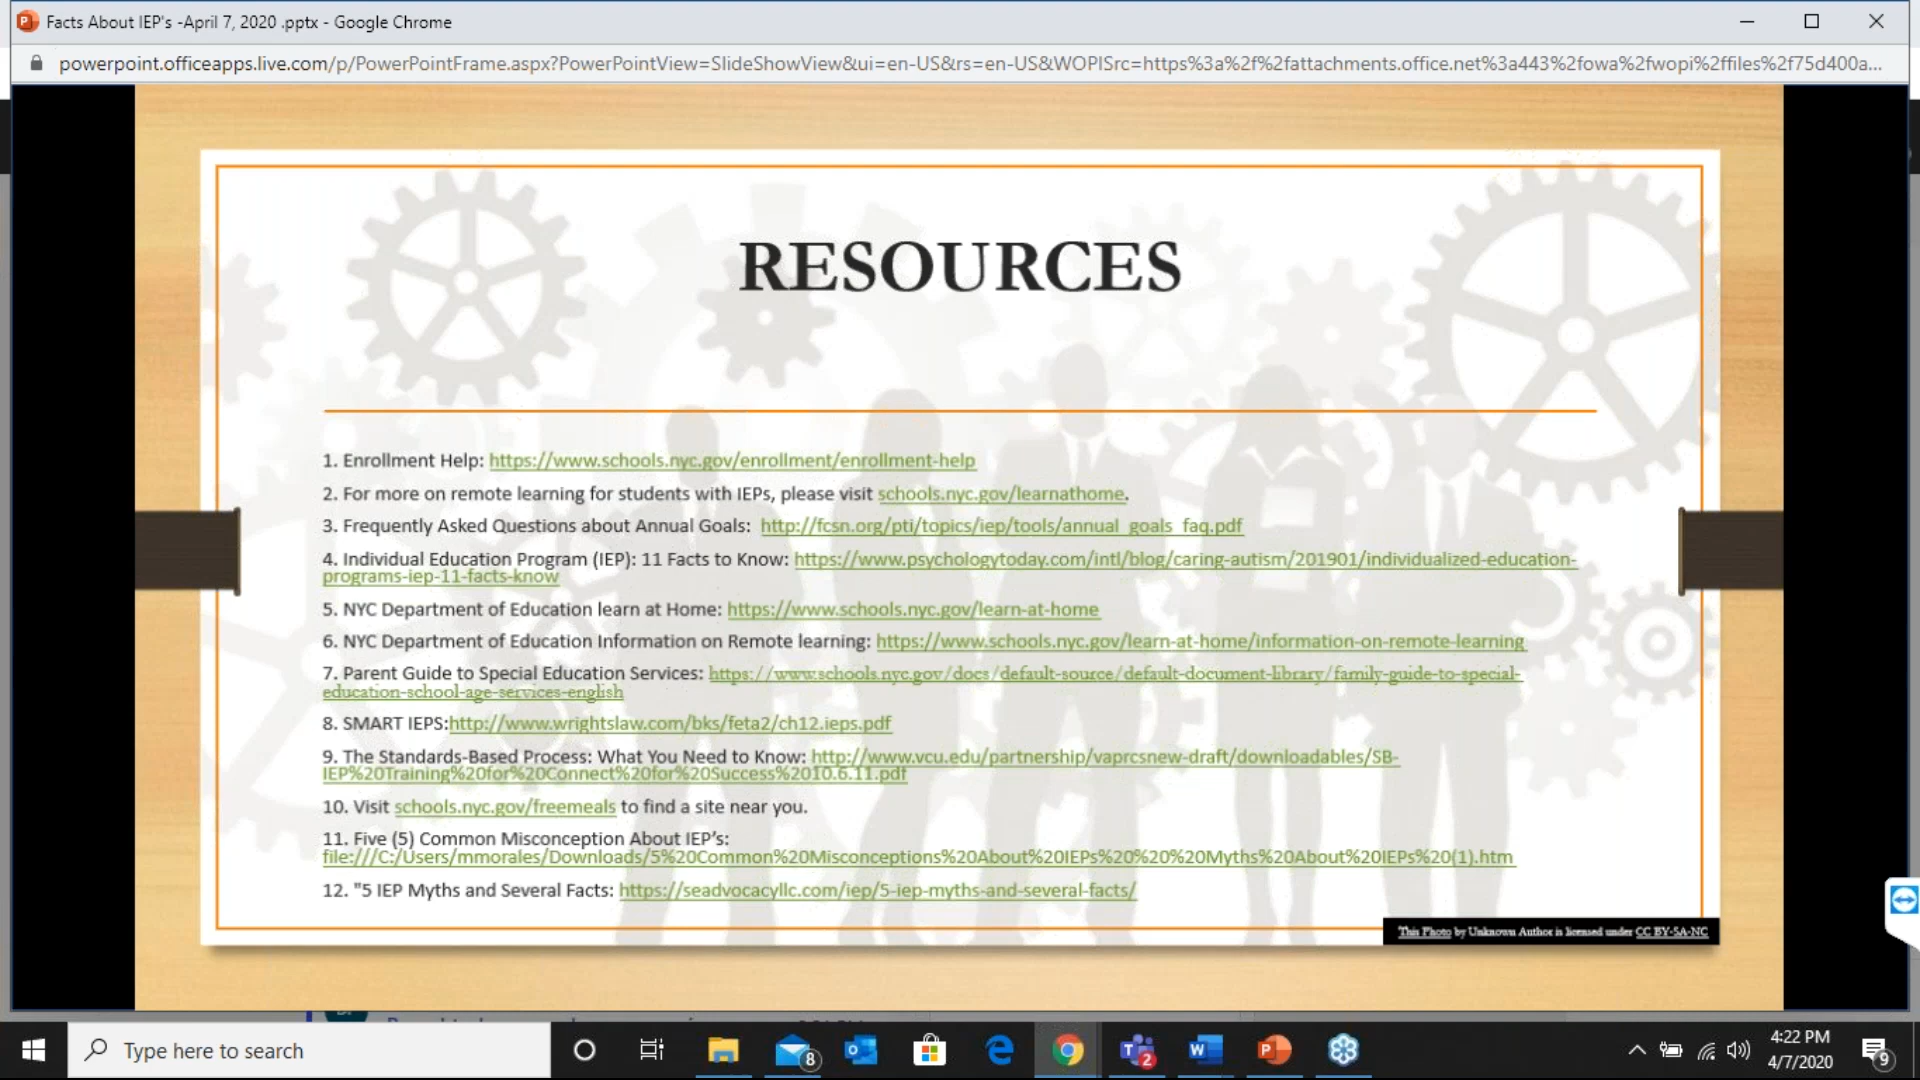 Facts About IEP's -April 7, 2020 .pptx - Google Chrome
powerpoint.officeapps.live.com/p/PowerPointFrame.aspx?PowerPointView=SlideShowView&ui=en-US&rs=en-US&WOPISrc=https%3a%2f%2fattachments.office.net%3a443%2fowa%2fwopi%2ffiles%2f75d400a...
RESOURCES
1. Enrollment Help: https://www.schools.nyc.gov/enrollment/enrollment-help
2. For more on remote learning for students with IEPs, please visit schools.nyc.gov/learnathome.
3. Frequently Asked Questions about Annual Goals: http://fcsn.org/pti/topics/iep/tools/annual_goals_faq.pdf
4. Individual Education Program (IEP): 11 Facts to Know: https://www.psychologytoday.com/intl/blog/caring-autism/201901/individualized-education-
programs-iep-11-facts-know
5. NYC Department of Education learn at Home: https://www.schools.nyc.gov/learn-at-home
6. NYC Department of Education Information on Remote learning: https://www.schools.nyc.gov/learn-at-home/information-on-remote-learning
7. Parent Guide to Special Education Services: https://www.schools.nyc.gov/docs/default-source/default-document-library/family-guide-to-special-
education-school-age-services-english
8. SMART IEPS:http://www.wrightslaw.com/bks/feta2/ch12.ieps.pdf
9. The Standards-Based Process: What You Need to Know: http://www.vcu.edu/partnership/vaprcsnew-draft/downloadables/SB-
IEP%20Training%20for%20Connect%20for%20Success%2010.6.11.pdf
10. Visit schools.nyc.gov/freemeals to find a site near you.
11. Five (5) Common Misconception About IEP's:
file:///C:/Users/mmorales/Downloads/5%20Common%20Misconceptions%20About%20IEPs%20%20%20Myths%20About%20IEPs%20(1).htm
12. "5 IEP Myths and Several Facts: https://seadvocacyllc.com/iep/5-iep-myths-and-several-facts/
This Photo by Unknown Author is licensed under CC BY-SA-NC
Type here to search
8
2
4:22 PM
4/7/2020
9